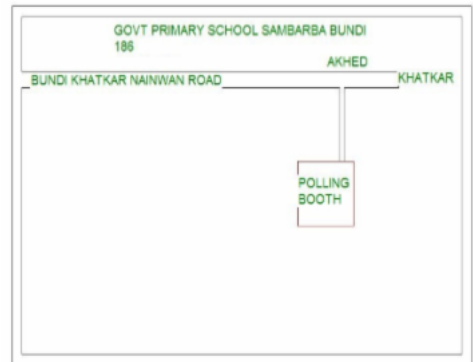 GOVT PRIMARY SCHOOL SAMBARBA BUNDI
186
AKHED
BUNDI KHATKAR NAINWAN ROAD
KHATKAR
POLLING
BOOTH